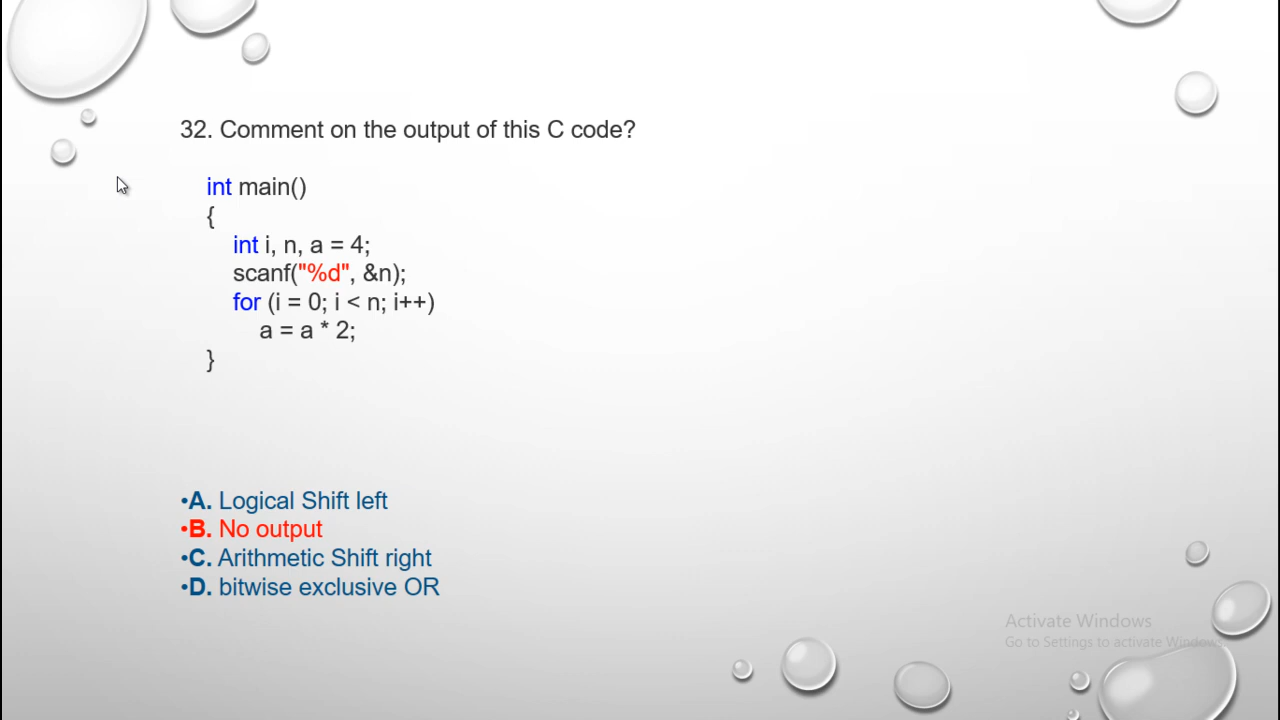 32. Comment on the output of this C code?
int main()
{
int i, n, a = 4;
scanf("%d", &n);
for (i = 0; i < n; i++)
a = a * 2;
}
•A. Logical Shift left
•B. No output
•C. Arithmetic Shift right
•D. bitwise exclusive OR
Activate Windows
Go to Settings to activate Windows.